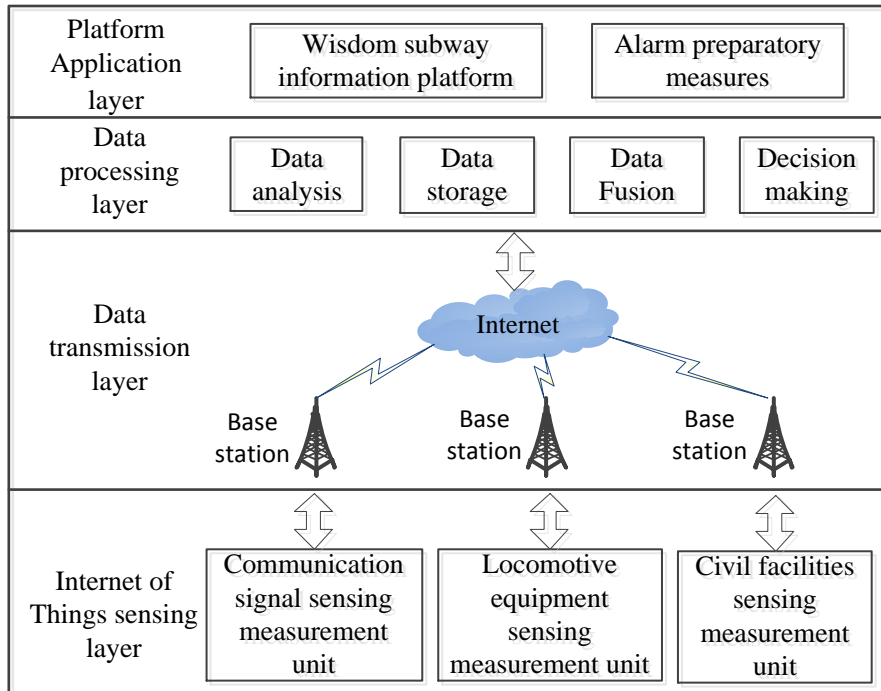 Platform
Application
layer
Wisdom subway
information platform
Alarm preparatory
measures
Data
processing
layer
Data
analysis
Data
storage
Data
Fusion
Decision
making
Data
transmission
layer
Internet
Base
station
Base
station
Base
station
Internet of
Things sensing
layer
Communication
signal sensing
measurement
unit
Locomotive
equipment
sensing
measurement unit
Civil facilities
sensing
measurement
unit